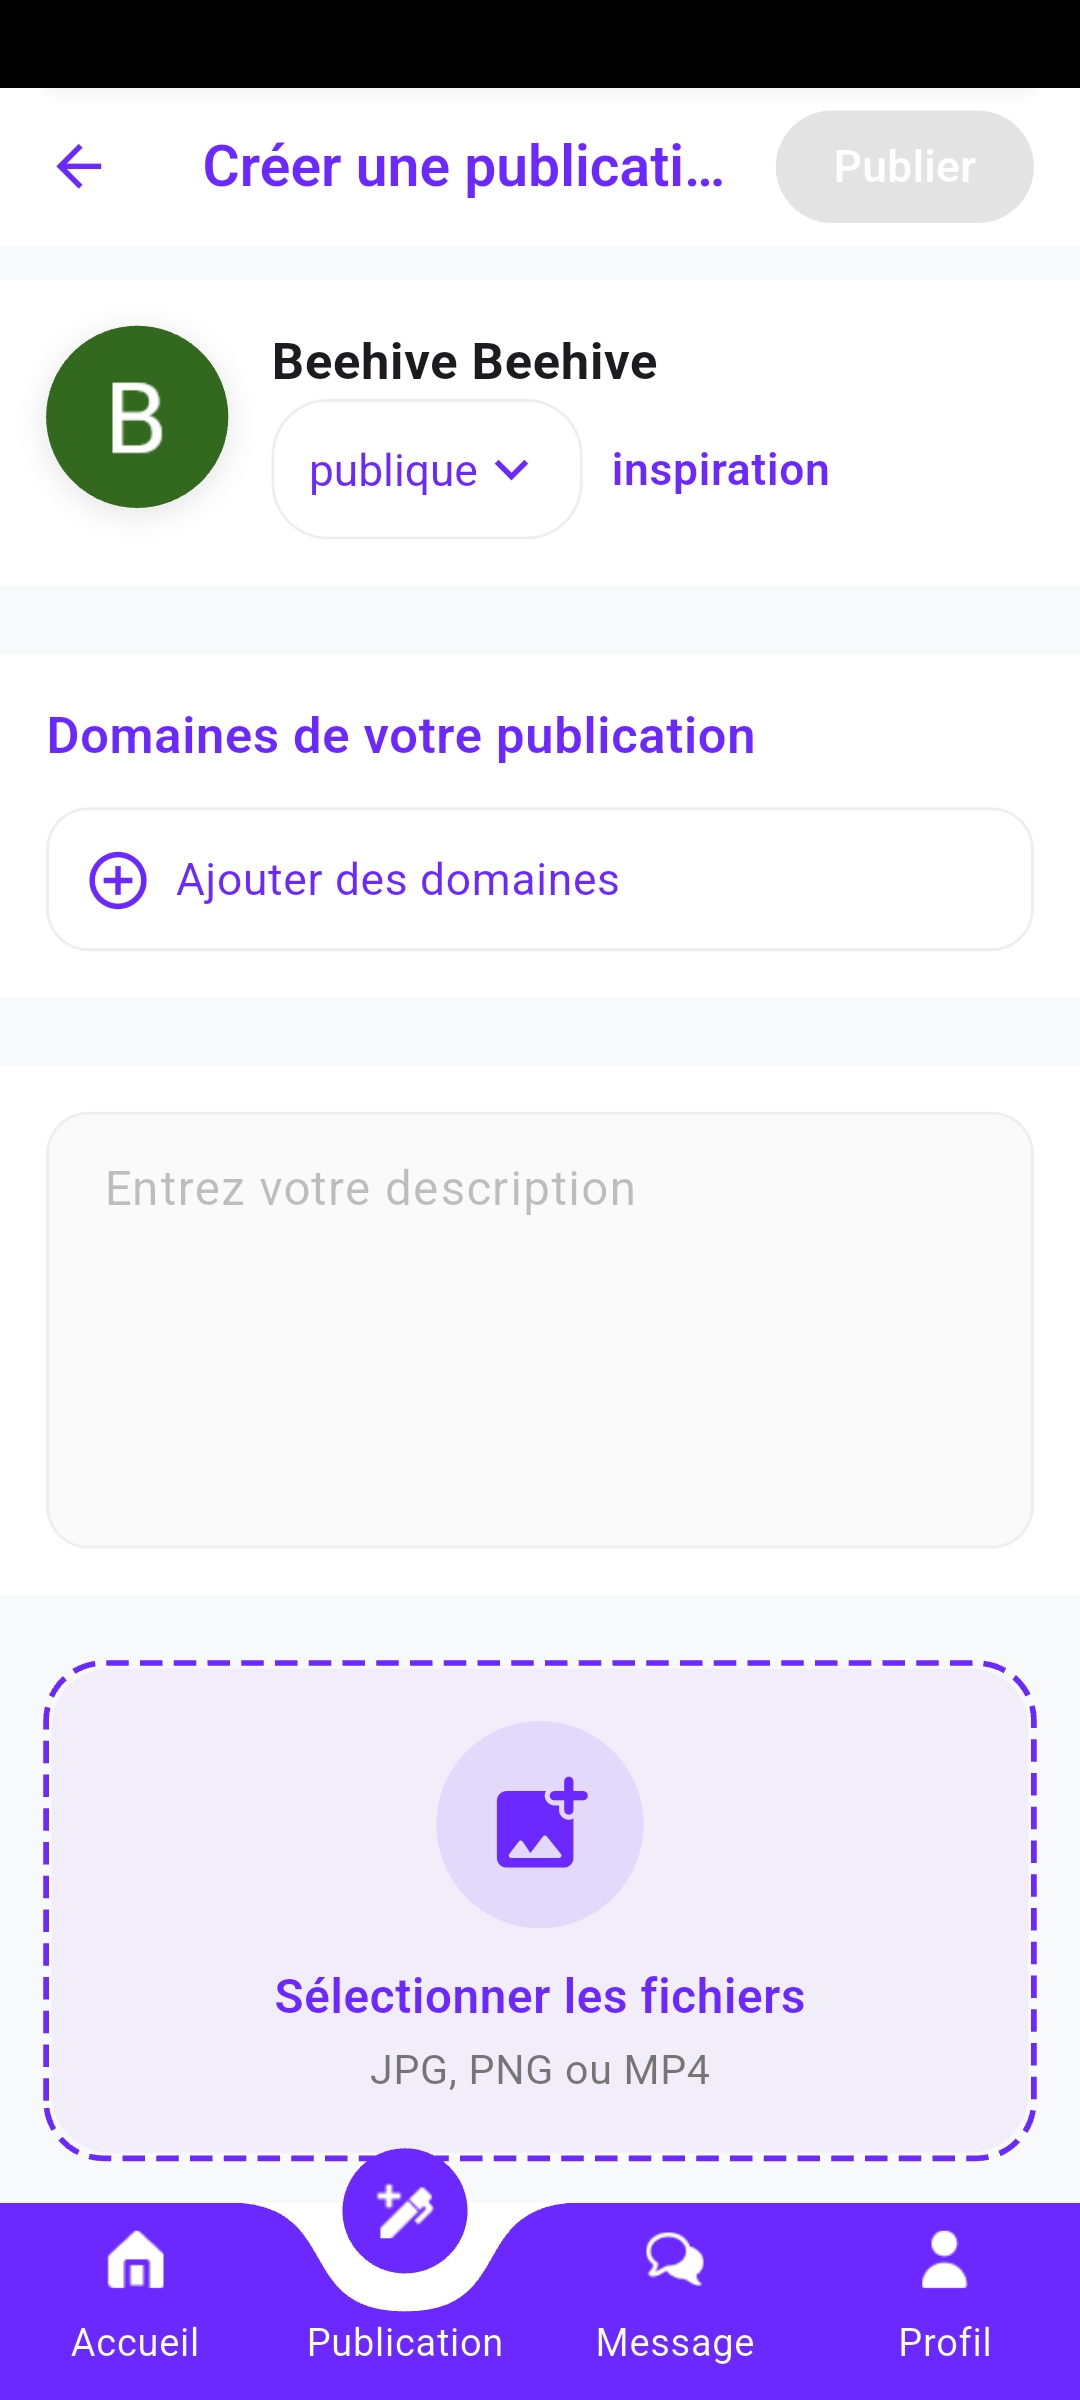 Créer une publicati...
Publier
B
Beehive Beehive
publique
inspiration
Domaines de votre publication
Ajouter des domaines
Entrez votre description
Sélectionner les fichiers
JPG, PNG ou MP4
Accueil
Publication
Message
Profil